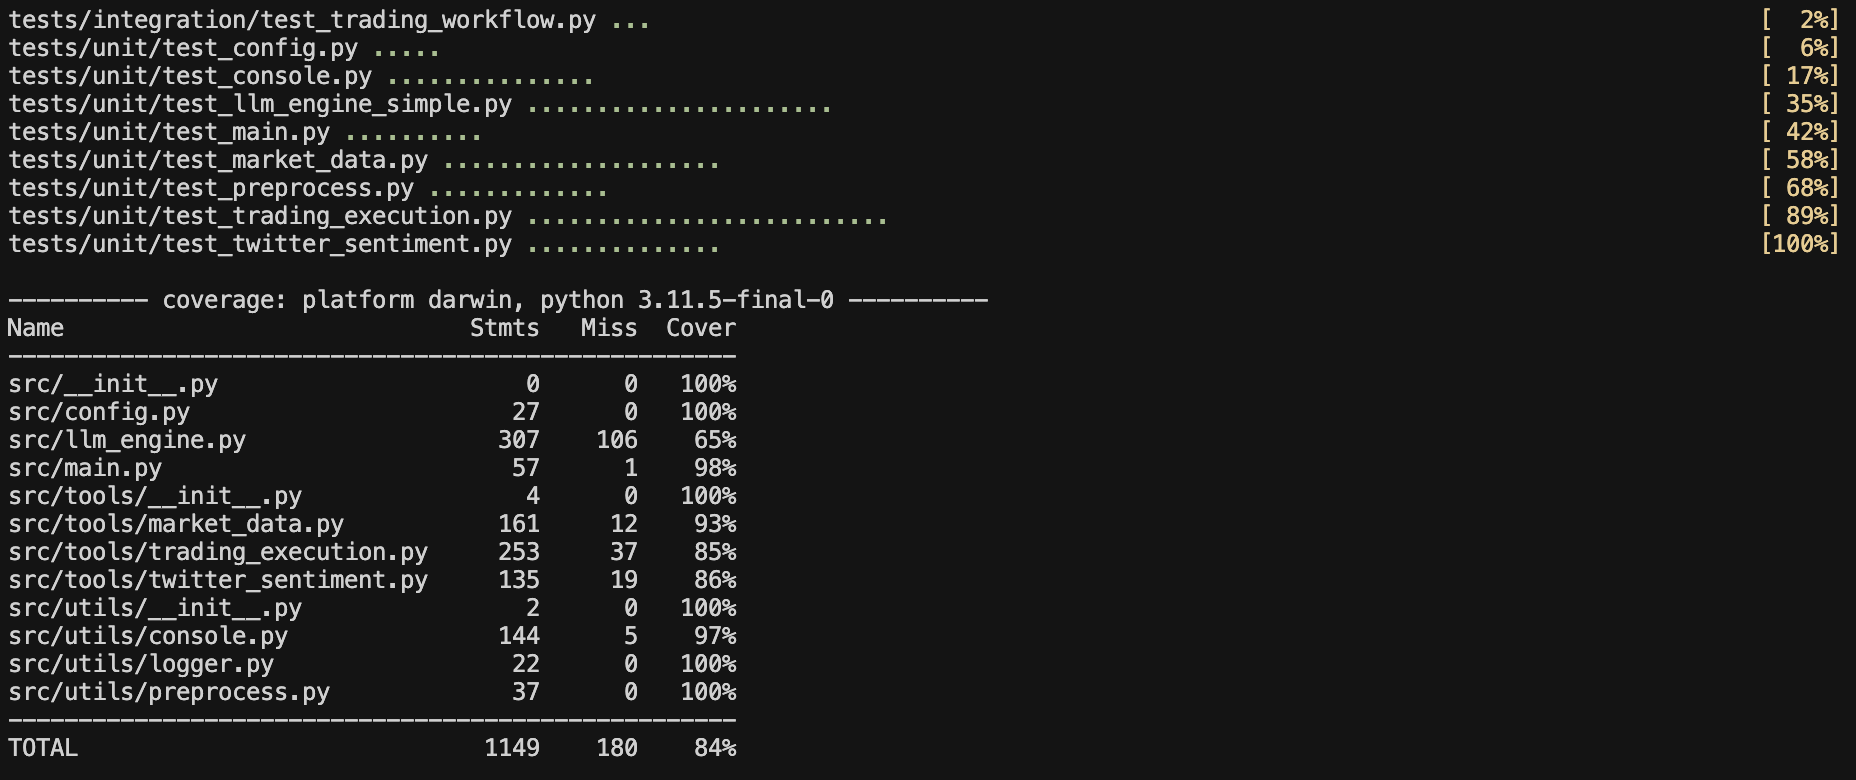 tests/integration/test_trading_workflow.py ... [  2%]
tests/unit/test_config.py ..... [  6%]
tests/unit/test_console.py ............... [ 17%]
tests/unit/test_llm_engine_simple.py ...................... [ 35%]
tests/unit/test_main.py .......... [ 42%]
tests/unit/test_market_data.py .................... [ 58%]
tests/unit/test_preprocess.py ............. [ 68%]
tests/unit/test_trading_execution.py .......................... [ 89%]
tests/unit/test_twitter_sentiment.py .............. [100%]
---------- coverage: platform darwin, python 3.11.5-final-0 ----------
Name Stmts Miss Cover
----------------------------------------------------
src/__init__.py 0 0 100%
src/config.py 27 0 100%
src/llm_engine.py 307 106 65%
src/main.py 57 1 98%
src/tools/__init__.py 4 0 100%
src/tools/market_data.py 161 12 93%
src/tools/trading_execution.py 253 37 85%
src/tools/twitter_sentiment.py 135 19 86%
src/utils/__init__.py 2 0 100%
src/utils/console.py 144 5 97%
src/utils/logger.py 22 0 100%
src/utils/preprocess.py 37 0 100%
----------------------------------------------------
TOTAL 1149 180 84%